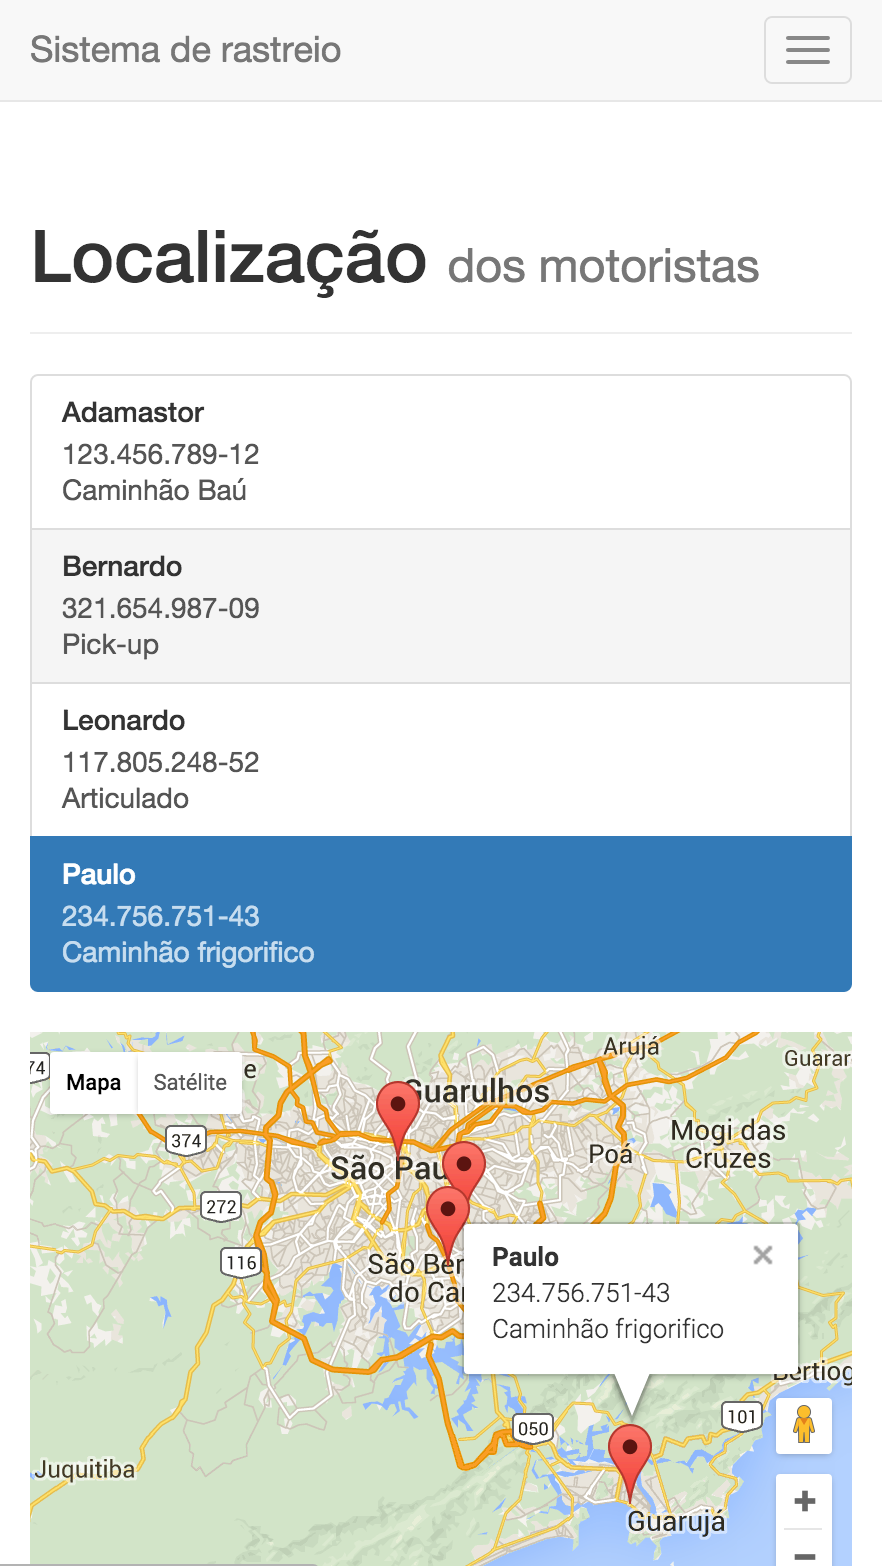 Sistema de rastreio
Localização dos motoristas
Adamastor
123.456.789-12
Caminhão Baú
Bernardo
321.654.987-09
Pick-up
Leonardo
117.805.248-52
Articulado
Paulo
234.756.751-43
Caminhão frigorifico
Mapa
Satélite
74
e
Arujá
Guarar
Guarulhos
374
São Pau
Poá
Mogi das
Cruzes
272
116
São Ber
do Car
Paulo
234.756.751-43
Caminhão frigorifico
Bertiog
101
050
Juquitiba
Guarujá